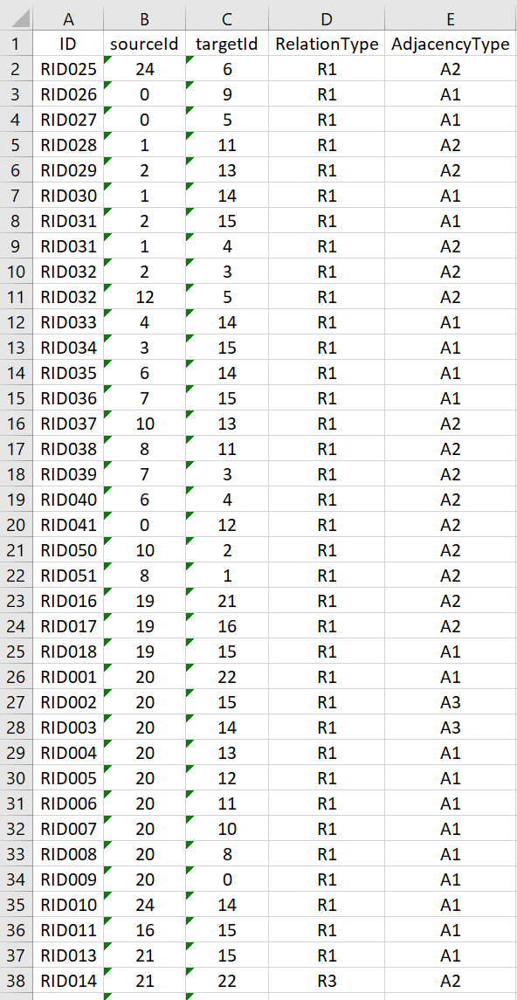 A B C D E
1 ID sourceId targetId RelationType AdjacencyType
2 RID025 24 6 R1 A2
3 RID026 0 9 R1 A1
4 RID027 0 5 R1 A1
5 RID028 1 11 R1 A2
6 RID029 2 13 R1 A2
7 RID030 1 14 R1 A1
8 RID031 2 15 R1 A1
9 RID031 1 4 R1 A2
10 RID032 2 3 R1 A2
11 RID032 12 5 R1 A2
12 RID033 4 14 R1 A1
13 RID034 3 15 R1 A1
14 RID035 6 14 R1 A1
15 RID036 7 15 R1 A1
16 RID037 10 13 R1 A2
17 RID038 8 11 R1 A2
18 RID039 7 3 R1 A2
19 RID040 6 4 R1 A2
20 RID041 0 12 R1 A2
21 RID050 10 2 R1 A2
22 RID051 8 1 R1 A2
23 RID016 19 21 R1 A2
24 RID017 19 16 R1 A2
25 RID018 19 15 R1 A1
26 RID001 20 22 R1 A1
27 RID002 20 15 R1 A3
28 RID003 20 14 R1 A3
29 RID004 20 13 R1 A1
30 RID005 20 12 R1 A1
31 RID006 20 11 R1 A1
32 RID007 20 10 R1 A1
33 RID008 20 8 R1 A1
34 RID009 20 0 R1 A1
35 RID010 24 14 R1 A1
36 RID011 16 15 R1 A1
37 RID013 21 15 R1 A1
38 RID014 21 22 R3 A2